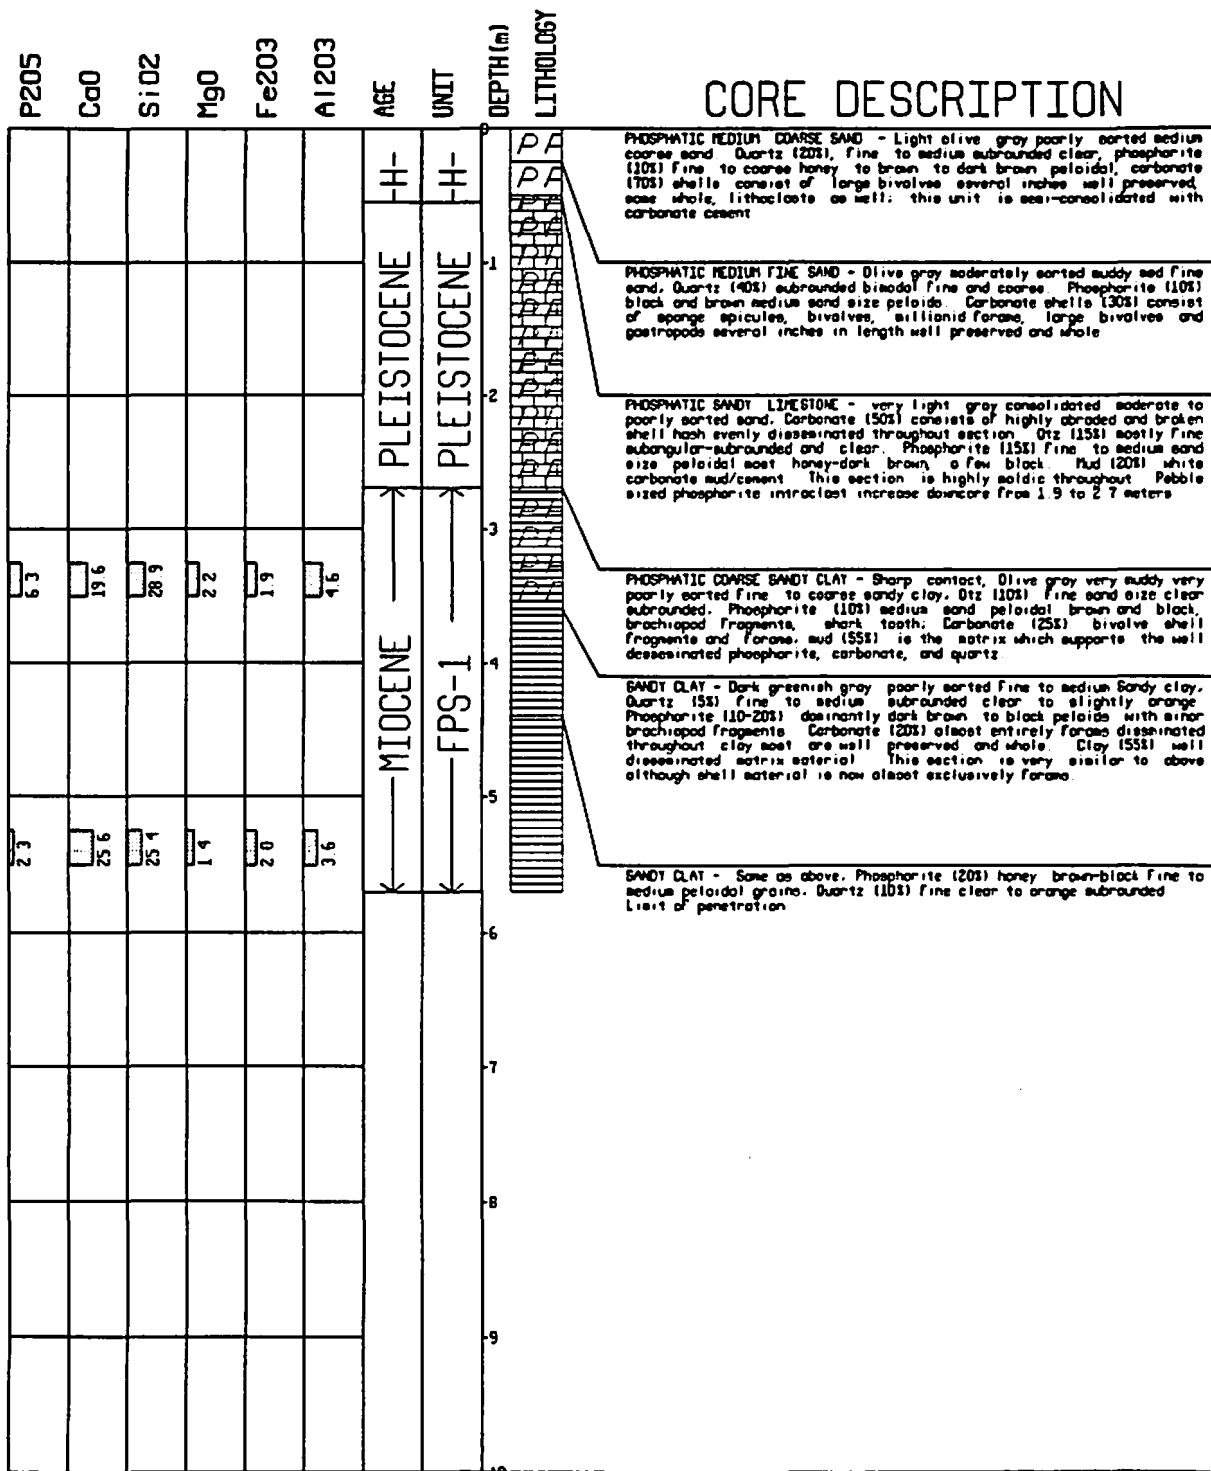 P2O5
CaO
SiO2
MgO
Fe2O3
Al2O3
AGE
UNIT
DEPTH(m)
LITHOLOGY
CORE DESCRIPTION
0
-H-
-H-
PHOSPHATIC MEDIUM COARSE SAND - Light olive gray poorly sorted medium
coarse sand. Quartz (20%), fine to medium subrounded clear, phosphorite
(10%) fine to coarse honey to brown to dark brown peloidal, carbonate
(70%) shells consist of large bivalves several inches well preserved,
some whole, lithoclasts as well: this unit is semi-consolidated with
carbonate cement
1
PHOSPHATIC MEDIUM FINE SAND - Olive gray moderately sorted muddy med fine
sand. Quartz (40%) subrounded bimodal fine and coarse. Phosphorite (10%)
black and brown medium sand size peloids. Carbonate shells (30%) consist
of sponge spicules, bivalves, millionid forams, large bivalves and
gastropods several inches in length well preserved and whole
PLEISTOCENE
PLEISTOCENE
2
PHOSPHATIC SANDY LIMESTONE - very light gray consolidated moderate to
poorly sorted sand. Carbonate (50%) consists of highly abraded and broken
shell hash evenly disseminated throughout section Qtz (15%) mostly fine
subangular-subrounded and clear. Phosphorite (15%) fine to medium sand
size peloidal most honey-dark brown, a few black. Mud (20%) white
carbonate mud/cement This section is highly moldic throughout Pebble
sized phosphorite intraclast increase downcore from 1.9 to 2 7 meters
3
6.3
19.6
28.9
2.2
1.9
4.6
PHOSPHATIC COARSE SANDY CLAY - Sharp contact, Olive gray very muddy very
poorly sorted fine to coarse sandy clay. Qtz (10%) fine sand size clear
subrounded. Phosphorite (10%) medium sand peloidal brown and black,
brachiopod fragments, shark tooth; Carbonate (25%) bivalve shell
fragments and forams. mud (55%) is the matrix which supports the well
desseminated phosphorite, carbonate, and quartz
4
MIOCENE
FPS-1
SANDY CLAY - Dark greenish gray poorly sorted fine to medium Sandy clay.
Quartz (5%) fine to medium subrounded clear to slightly orange
Phosphorite (10-20%) dominantly dark brown to black peloids with minor
brachiopod fragments Carbonate (20%) almost entirely forams disseminated
throughout clay most are well preserved and whole. Clay (55%) well
disseminated matrix material This section is very similar to above
although shell material is now almost exclusively forams.
5
2.3
25 6
25.4
1 4
2 0
3.6
SANDY CLAY - Same as above. Phosphorite (20%) honey brown-black fine to
medium peloidal grains. Quartz (10%) fine clear to orange subrounded
Limit of penetration
6
7
8
9
10